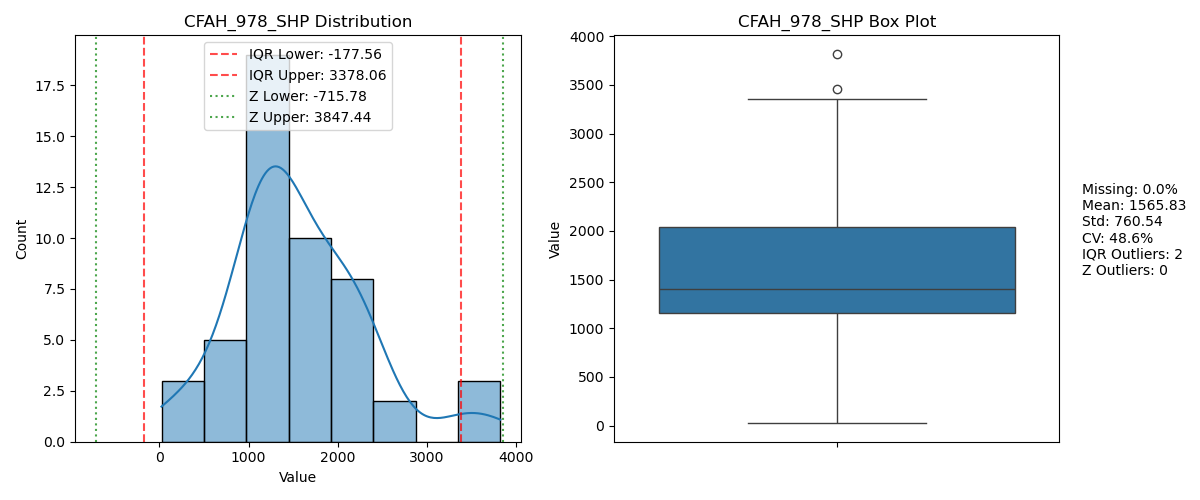 CFAH_978_SHP Distribution
IQR Lower: -177.56
IQR Upper: 3378.06
Z Lower: -715.78
Z Upper: 3847.44
17.5
15.0
12.5
10.0
7.5
5.0
2.5
0.0
Count
0 1000 2000 3000 4000
Value
CFAH_978_SHP Box Plot
4000
3500
3000
2500
2000
1500
1000
500
0
Value
Missing: 0.0%
Mean: 1565.83
Std: 760.54
CV: 48.6%
IQR Outliers: 2
Z Outliers: 0